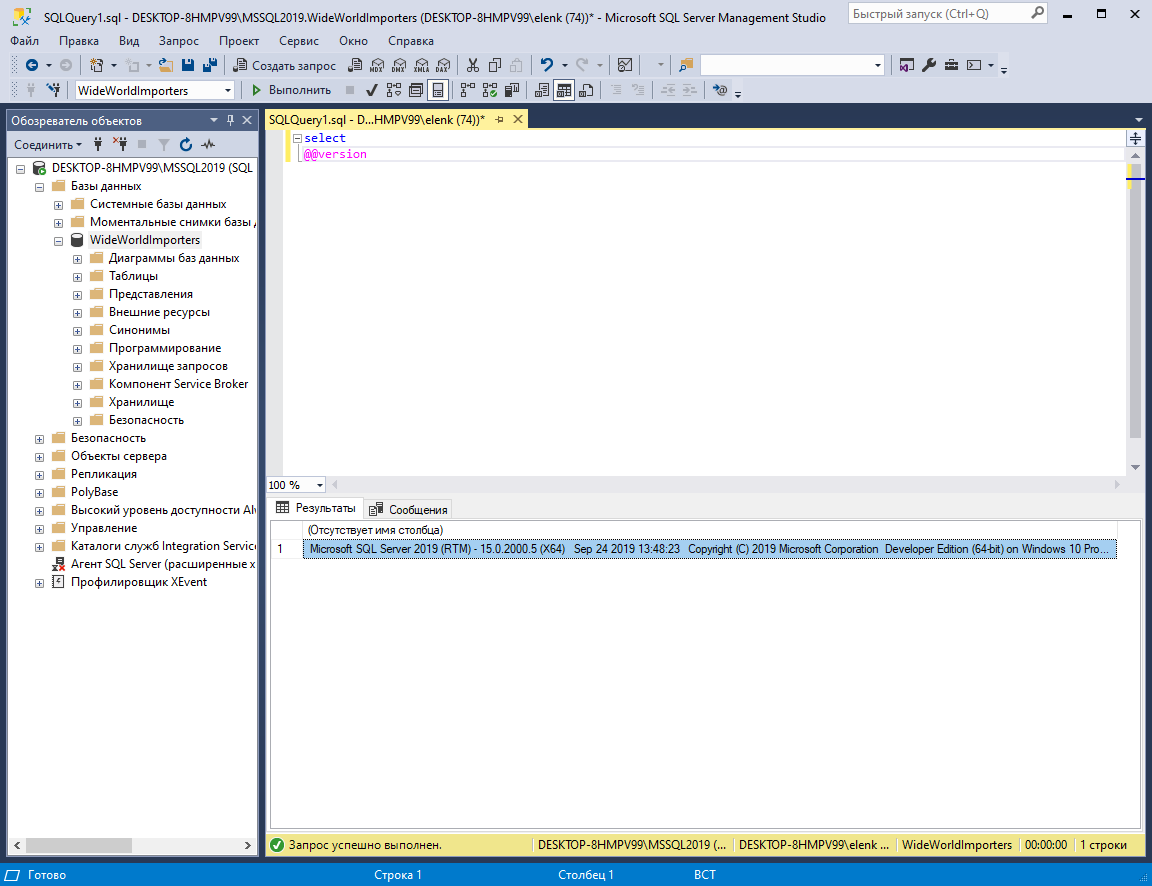 SQLQuery1.sql - DESKTOP-8HMPV99\MSSQL2019.WideWorldImporters (DESKTOP-8HMPV99\elenk (74))* - Microsoft SQL Server Management Studio
Быстрый запуск (Ctrl+Q)
Файл Правка Вид Запрос Проект Сервис Окно Справка
Создать запрос MDX DMX XMLA DAX
WideWorldImporters Выполнить
Обозреватель объектов
Соединить
DESKTOP-8HMPV99\MSSQL2019 (SQL
Базы данных
Системные базы данных
Моментальные снимки базы
WideWorldImporters
Диаграммы баз данных
Таблицы
Представления
Внешние ресурсы
Синонимы
Программирование
Хранилище запросов
Компонент Service Broker
Хранилище
Безопасность
Безопасность
Объекты сервера
Репликация
PolyBase
Высокий уровень доступности Al
Управление
Каталоги служб Integration Service
Агент SQL Server (расширенные х
Профилировщик XEvent
SQLQuery1.sql - D...HMPV99\elenk (74))*
select
@@version
100 %
Результаты Сообщения
(Отсутствует имя столбца)
1 Microsoft SQL Server 2019 (RTM) - 15.0.2000.5 (X64) Sep 24 2019 13:48:23 Copyright (C) 2019 Microsoft Corporation Developer Edition (64-bit) on Windows 10 Pro...
Запрос успешно выполнен. DESKTOP-8HMPV99\MSSQL2019 (... DESKTOP-8HMPV99\elenk ... WideWorldImporters 00:00:00 1 строки
Готово Строка 1 Столбец 1 ВСТ